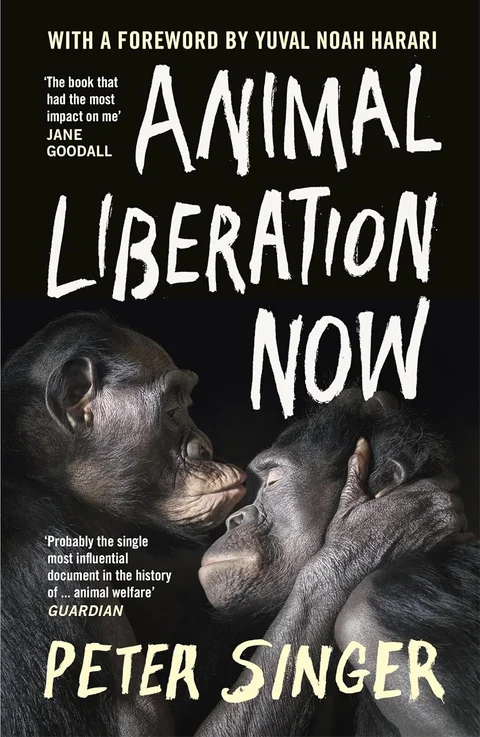 WITH A FOREWORD BY YUVAL NOAH HARARI
‘The book that
had the most
impact on me’
JANE
GOODALL
ANIMAL
LIBERATION
NOW
‘Probably the single
most influential
document in the history
of ... animal welfare’
GUARDIAN
PETER SINGER